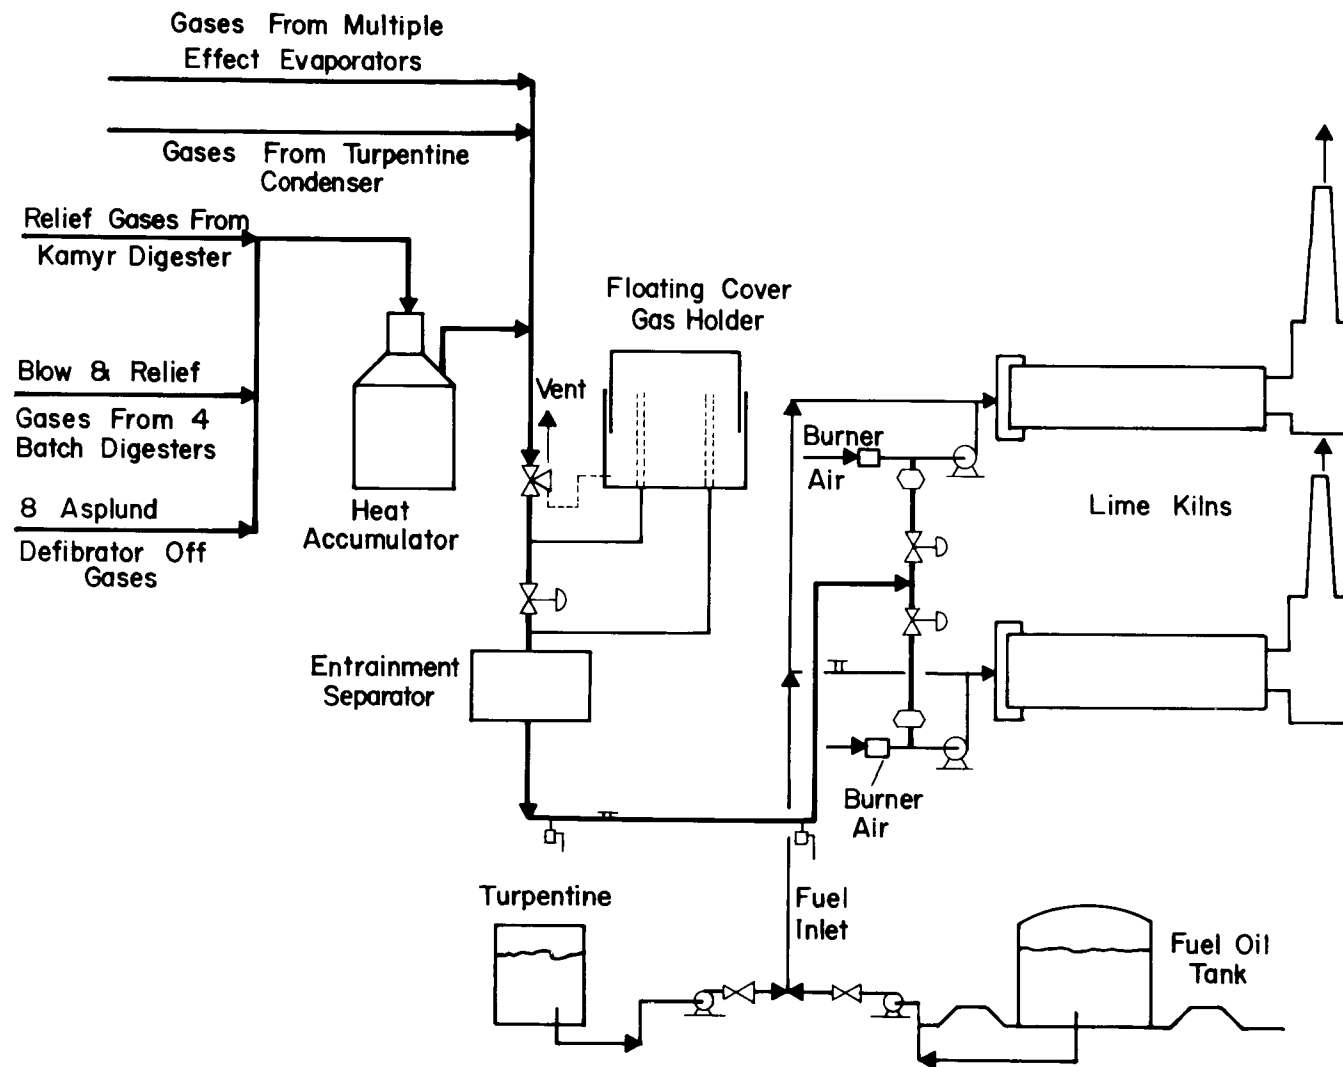 Gases From Multiple
Effect Evaporators
Gases From Turpentine
Condenser
Relief Gases From
Kamyr Digester
Floating Cover
Gas Holder
Blow & Relief
Gases From 4
Batch Digesters
Vent
Burner
Air
8 Asplund
Defibrator Off
Gases
Heat
Accumulator
Lime Kilns
Entrainment
Separator
Burner
Air
Turpentine
Fuel
Inlet
Fuel Oil
Tank